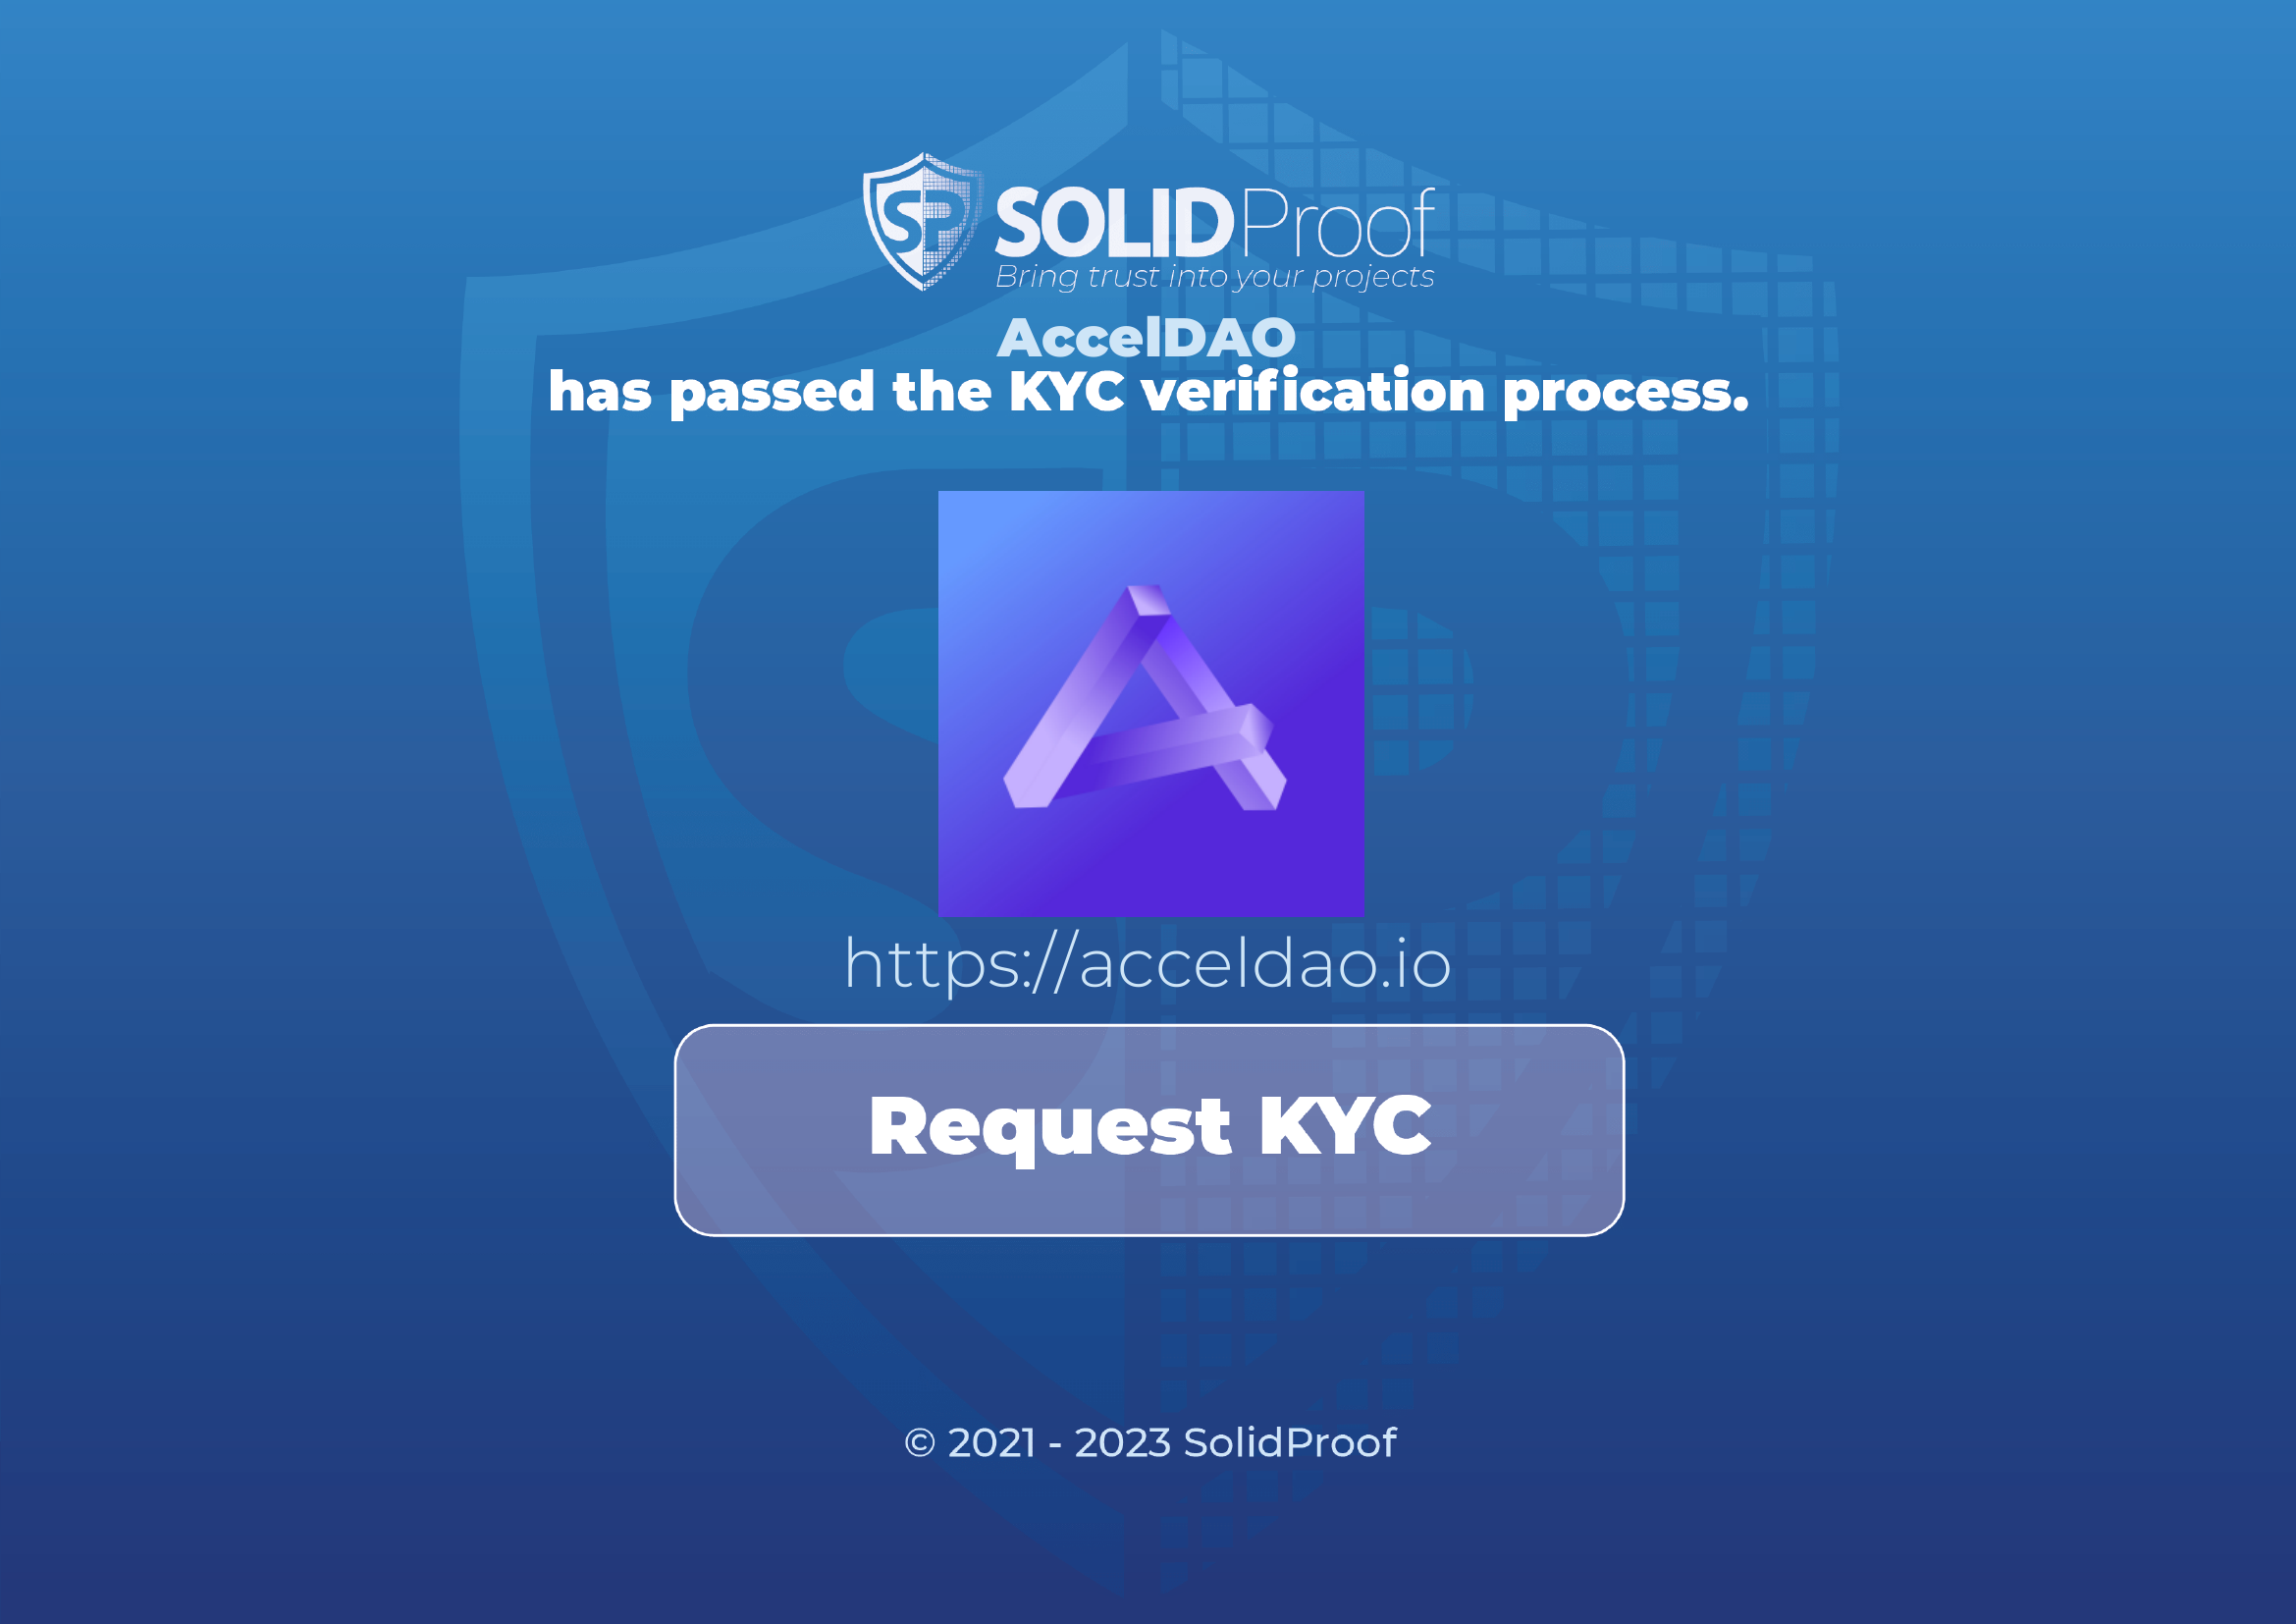 SP SOLIDProof
Bring trust into your projects
AccelDAO
has passed the KYC verification process.
https://acceldao.io
Request KYC
© 2021 - 2023 SolidProof